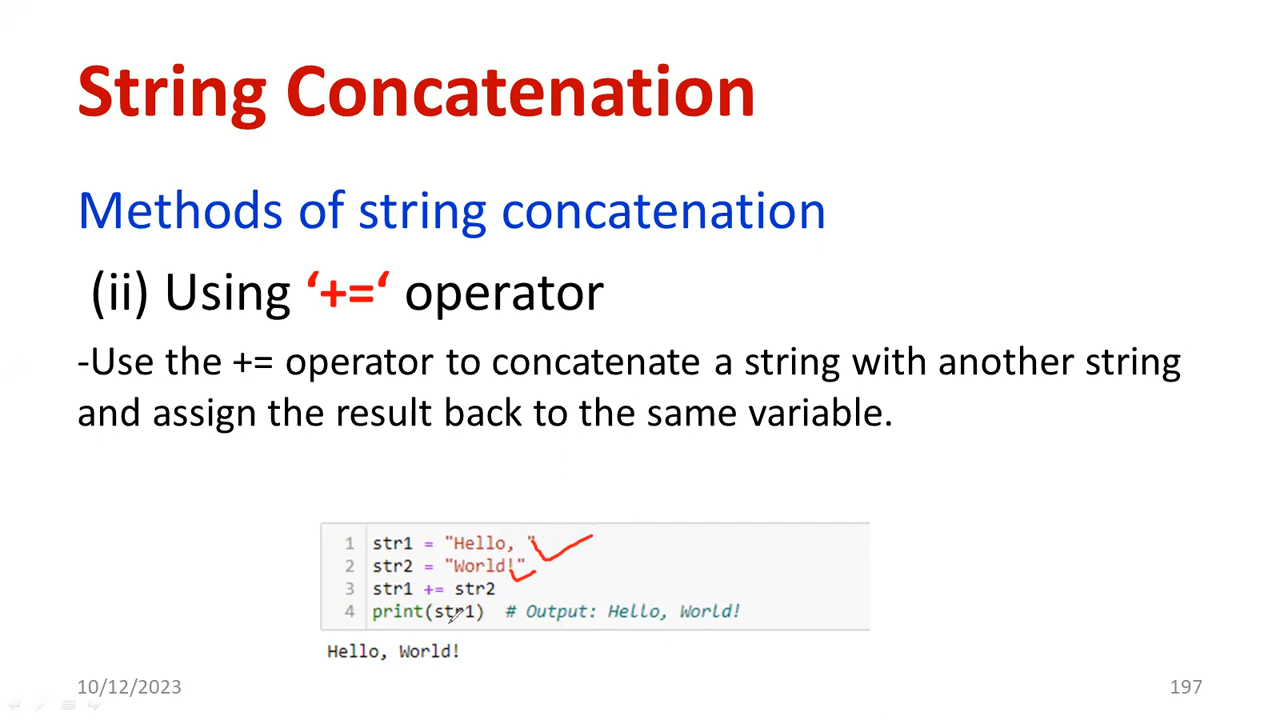 String Concatenation
Methods of string concatenation
(ii) Using ‘+=‘ operator
-Use the += operator to concatenate a string with another string
and assign the result back to the same variable.
1 str1 = "Hello, "
2 str2 = "World!"
3 str1 += str2
4 print(str1) # Output: Hello, World!
Hello, World!
10/12/2023 197